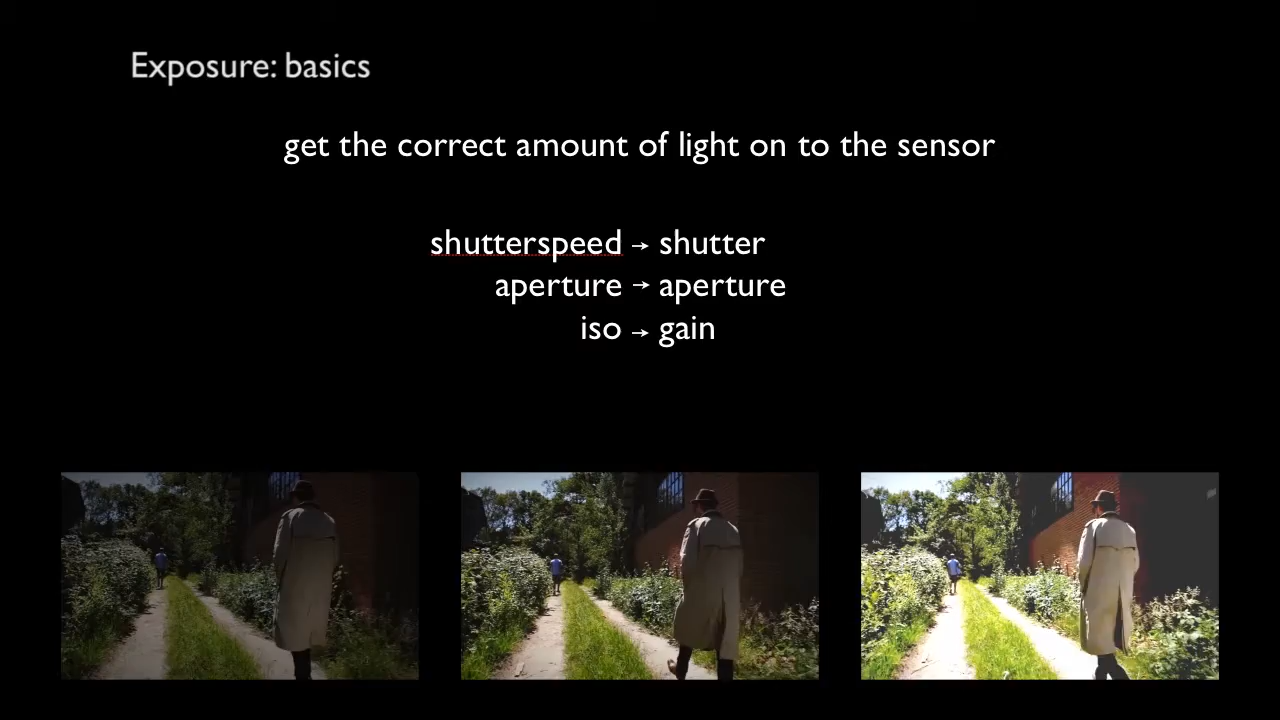 Exposure: basics
get the correct amount of light on to the sensor
shutterspeed → shutter
aperture → aperture
iso → gain